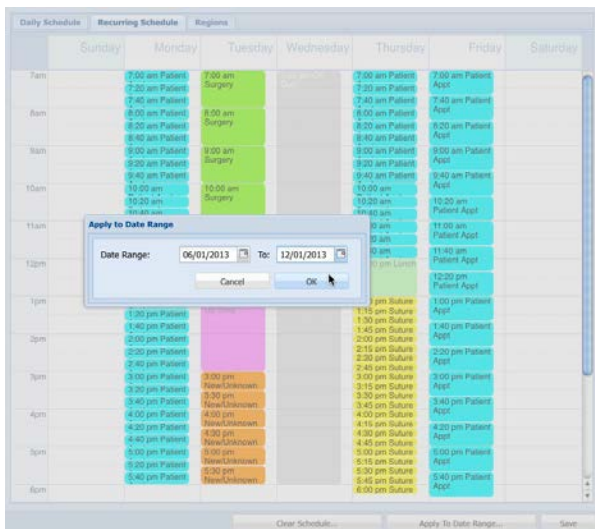 Daily Schedule Recurring Schedule Regions
Sunday Monday Tuesday Wednesday Thursday Friday Saturday
7am
8am
9am
10am
11am
12pm
1pm
2pm
3pm
4pm
5pm
6pm
7:00 am Patient
7:20 am Patient
7:40 am Patient
8:00 am Patient
8:20 am Patient
8:40 am Patient
9:00 am Patient
9:20 am Patient
9:40 am Patient
10:00 am
10:20 am
10:40 am
1:20 pm Patient
1:40 pm Patient
2:00 pm Patient
2:20 pm Patient
2:40 pm Patient
3:00 pm Patient
3:20 pm Patient
3:40 pm Patient
4:00 pm Patient
4:20 pm Patient
4:40 pm Patient
5:00 pm Patient
5:20 pm Patient
5:40 pm Patient
7:00 am
Surgery
8:00 am
Surgery
9:00 am
Surgery
10:00 am
Surgery
3:00 pm
New/Unknown
3:30 pm
New/Unknown
4:00 pm
New/Unknown
4:30 pm
New/Unknown
5:00 pm
New/Unknown
5:30 pm
New/Unknown
7:00 am Patient
7:20 am Patient
7:40 am Patient
8:00 am Patient
8:20 am Patient
8:40 am Patient
9:00 am Patient
9:20 am Patient
9:40 am Patient
10:00 am
10:20 am
10:40 am
pm Lunch
pm Suture
1:15 pm Suture
1:30 pm Suture
1:45 pm Suture
2:00 pm Suture
2:15 pm Suture
2:30 pm Suture
2:45 pm Suture
3:00 pm Suture
3:15 pm Suture
3:30 pm Suture
3:45 pm Suture
4:00 pm Suture
4:15 pm Suture
4:30 pm Suture
4:45 pm Suture
5:00 pm Suture
5:15 pm Suture
5:30 pm Suture
5:45 pm Suture
6:00 pm Suture
7:00 am Patient
Appt
7:40 am Patient
Appt
8:20 am Patient
Appt
9:00 am Patient
Appt
9:40 am Patient
Appt
10:20 am
Patient Appt
11:00 am
Patient Appt
11:40 am
Patient Appt
12:20 pm
Patient Appt
1:00 pm Patient
Appt
1:40 pm Patient
Appt
2:20 pm Patient
Appt
3:00 pm Patient
Appt
3:40 pm Patient
Appt
4:20 pm Patient
Appt
5:00 pm Patient
Appt
5:40 pm Patient
Appt
Apply to Date Range
Date Range: 06/01/2013 To: 12/01/2013
Cancel OK
Clear Schedule... Apply To Date Range... Save